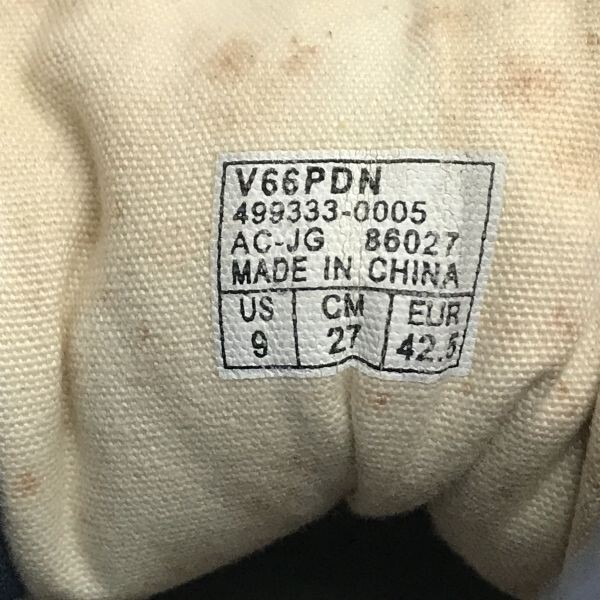 V66PDN
499333-0005
AC-JG 86027
MADE IN CHINA
US CM EUR
9 27 42.5